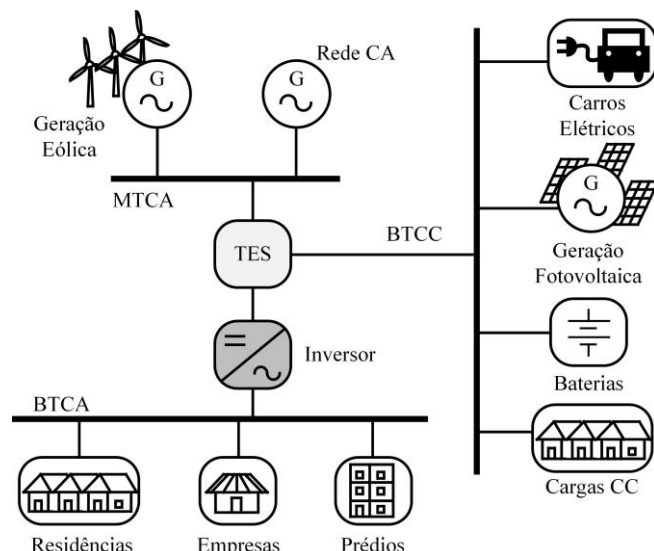 Rede CA
G
G
Geração
Eólica
MTCA
TES
BTCC
Inversor
BTCA
Residências
Empresas
Prédios
Carros
Elétricos
G
Geração
Fotovoltaica
Baterias
Cargas CC